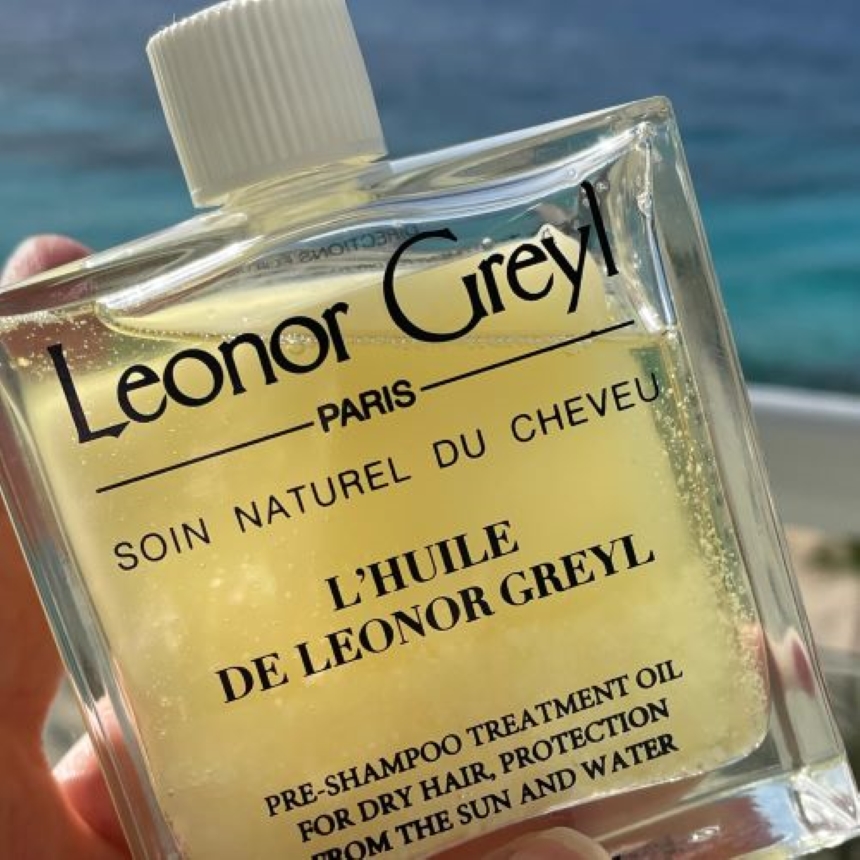 Leonor Greyl
PARIS
SOIN NATUREL DU CHEVEU
L'HUILE
DE LEONOR GREYL
PRE-SHAMPOO TREATMENT OIL
FOR DRY HAIR, PROTECTION
FROM THE SUN AND WATER
DIRECTIONS